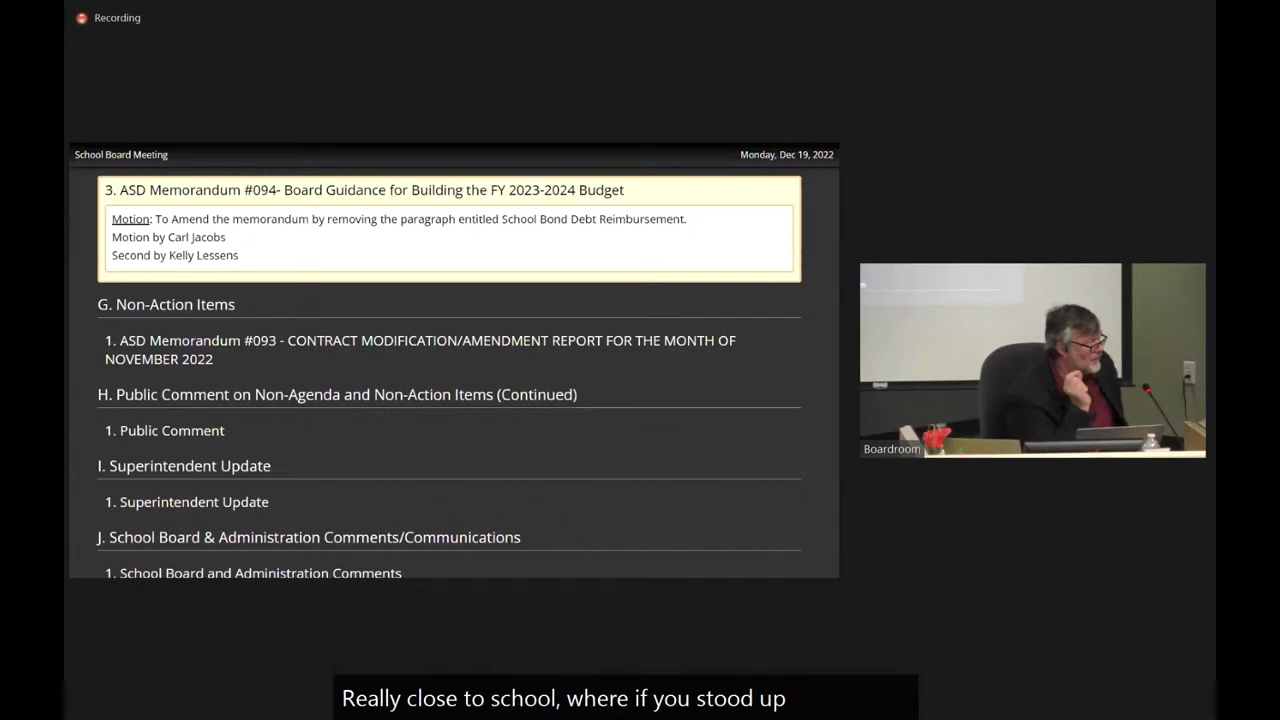 Recording
School Board Meeting
Monday, Dec 19, 2022
3. ASD Memorandum #094- Board Guidance for Building the FY 2023-2024 Budget
Motion: To Amend the memorandum by removing the paragraph entitled School Bond Debt Reimbursement.
Motion by Carl Jacobs
Second by Kelly Lessens
G. Non-Action Items
1. ASD Memorandum #093 - CONTRACT MODIFICATION/AMENDMENT REPORT FOR THE MONTH OF
NOVEMBER 2022
H. Public Comment on Non-Agenda and Non-Action Items (Continued)
1. Public Comment
I. Superintendent Update
1. Superintendent Update
J. School Board & Administration Comments/Communications
1. School Board and Administration Comments
Boardroom
Really close to school, where if you stood up